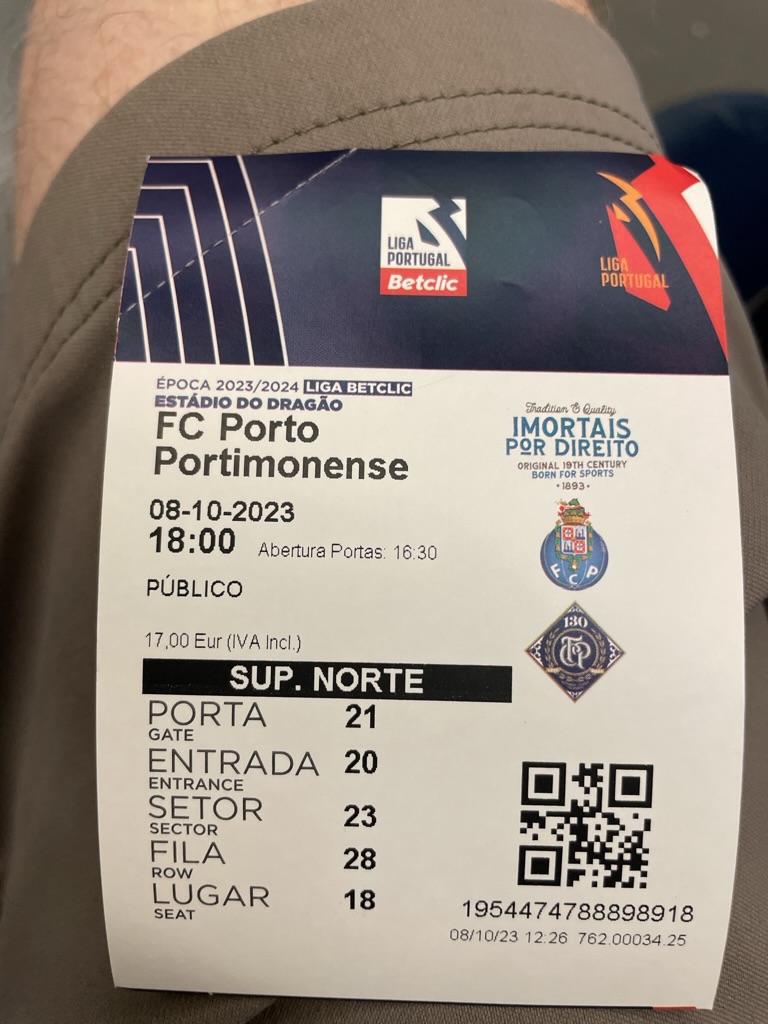 LIGA
PORTUGAL
Betclic
LIGA
PORTUGAL
ÉPOCA 2023/2024 LIGA BETCLIC
ESTÁDIO DO DRAGÃO
FC Porto
Portimonense
Tradition & Quality
IMORTAIS
POR DIREITO
ORIGINAL 19TH CENTURY
BORN FOR SPORTS
•1893•
08-10-2023
18:00 Abertura Portas: 16:30
FCP
PÚBLICO
130
17,00 Eur (IVA Incl.)
SUP. NORTE
PORTA 21
GATE
ENTRADA 20
ENTRANCE
SETOR 23
SECTOR
FILA 28
ROW
LUGAR 18
SEAT
1954474788898918
08/10/23 12:26 762.00034.25